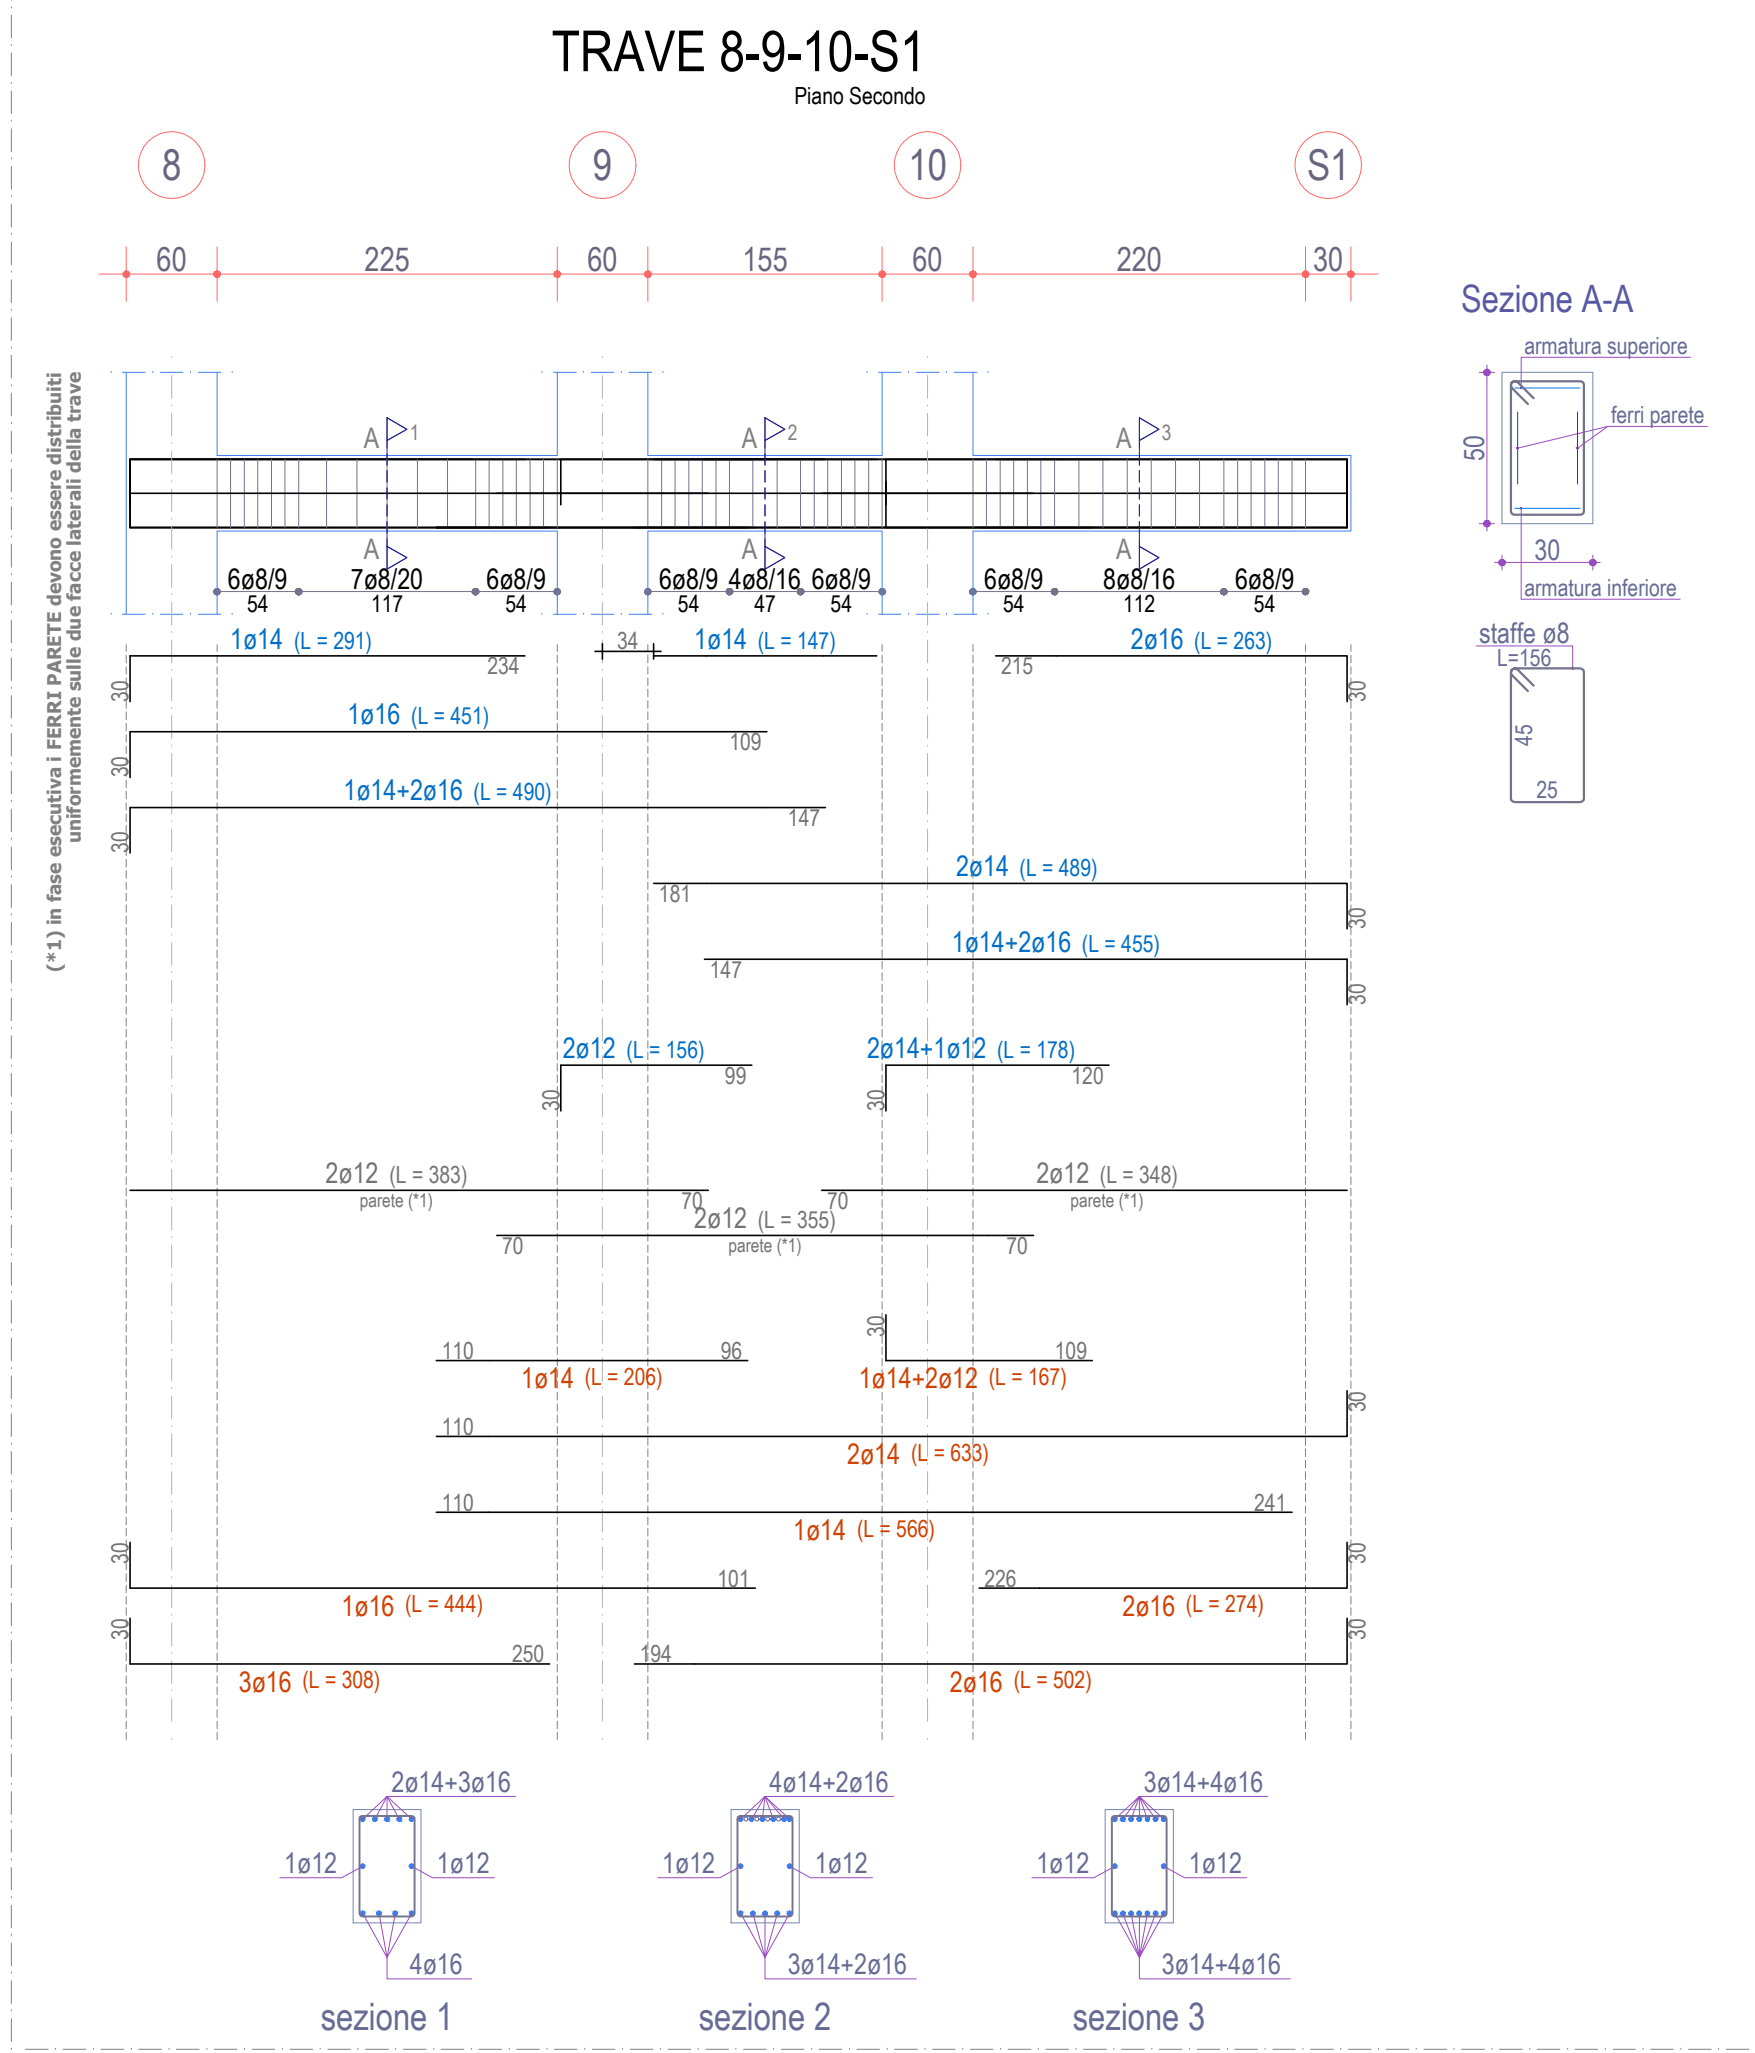 TRAVE 8-9-10-S1
Piano Secondo
8 9 10 S1
60 225 60 155 60 220 30
Sezione A-A
armatura superiore
ferri parete
50
30
armatura inferiore
staffe ø8
L=156
45
25
(*1) in fase esecutiva i FERRI PARETE devono essere distribuiti
uniformemente sulle due facce laterali della trave
A 1 A 2 A 3
A A A
6ø8/9 7ø8/20 6ø8/9 6ø8/9 4ø8/16 6ø8/9 6ø8/9 8ø8/16 6ø8/9
54 117 54 54 47 54 54 112 54
1ø14 (L = 291) 34 1ø14 (L = 147) 2ø16 (L = 263)
30 234 215 30
1ø16 (L = 451)
30 109
1ø14+2ø16 (L = 490)
30 147
2ø14 (L = 489)
181 30
1ø14+2ø16 (L = 455)
147 30
2ø12 (L = 156) 2ø14+1ø12 (L = 178)
30 99 30 120
2ø12 (L = 383) 2ø12 (L = 348)
parete (*1) 70 70 parete (*1)
2ø12 (L = 355)
70 parete (*1) 70
30
110 96 109
1ø14 (L = 206) 1ø14+2ø12 (L = 167)
30
110
2ø14 (L = 633)
110 241
1ø14 (L = 566)
30 30
101 226
1ø16 (L = 444) 2ø16 (L = 274)
30 30
250 194
3ø16 (L = 308) 2ø16 (L = 502)
2ø14+3ø16 4ø14+2ø16 3ø14+4ø16
1ø12 1ø12 1ø12 1ø12 1ø12 1ø12
4ø16 3ø14+2ø16 3ø14+4ø16
sezione 1 sezione 2 sezione 3